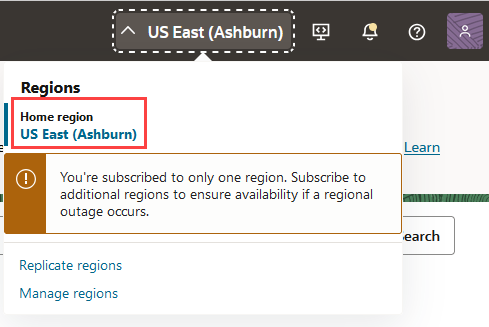 US East (Ashburn)
Regions
Home region
US East (Ashburn)
Learn
You're subscribed to only one region. Subscribe to
additional regions to ensure availability if a regional
outage occurs.
Replicate regions
Manage regions